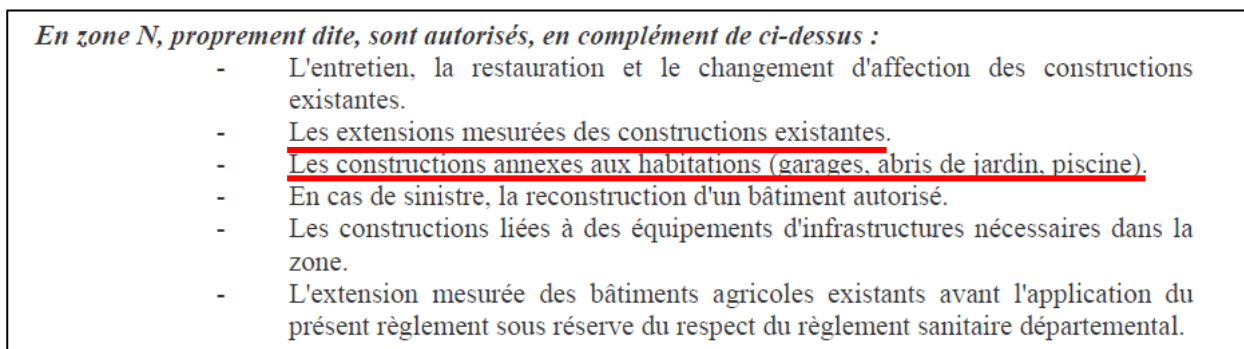 En zone N, proprement dite, sont autorisés, en complément de ci-dessus :
- L'entretien, la restauration et le changement d'affection des constructions
existantes.
- Les extensions mesurées des constructions existantes.
- Les constructions annexes aux habitations (garages, abris de jardin, piscine).
- En cas de sinistre, la reconstruction d'un bâtiment autorisé.
- Les constructions liées à des équipements d'infrastructures nécessaires dans la
zone.
- L'extension mesurée des bâtiments agricoles existants avant l'application du
présent règlement sous réserve du respect du règlement sanitaire départemental.